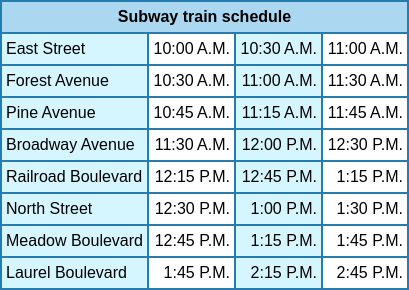 Subway train schedule
East Street 10:00 A.M. 10:30 A.M. 11:00 A.M.
Forest Avenue 10:30 A.M. 11:00 A.M. 11:30 A.M.
Pine Avenue 10:45 A.M. 11:15 A.M. 11:45 A.M.
Broadway Avenue 11:30 A.M. 12:00 P.M. 12:30 P.M.
Railroad Boulevard 12:15 P.M. 12:45 P.M. 1:15 P.M.
North Street 12:30 P.M. 1:00 P.M. 1:30 P.M.
Meadow Boulevard 12:45 P.M. 1:15 P.M. 1:45 P.M.
Laurel Boulevard 1:45 P.M. 2:15 P.M. 2:45 P.M.